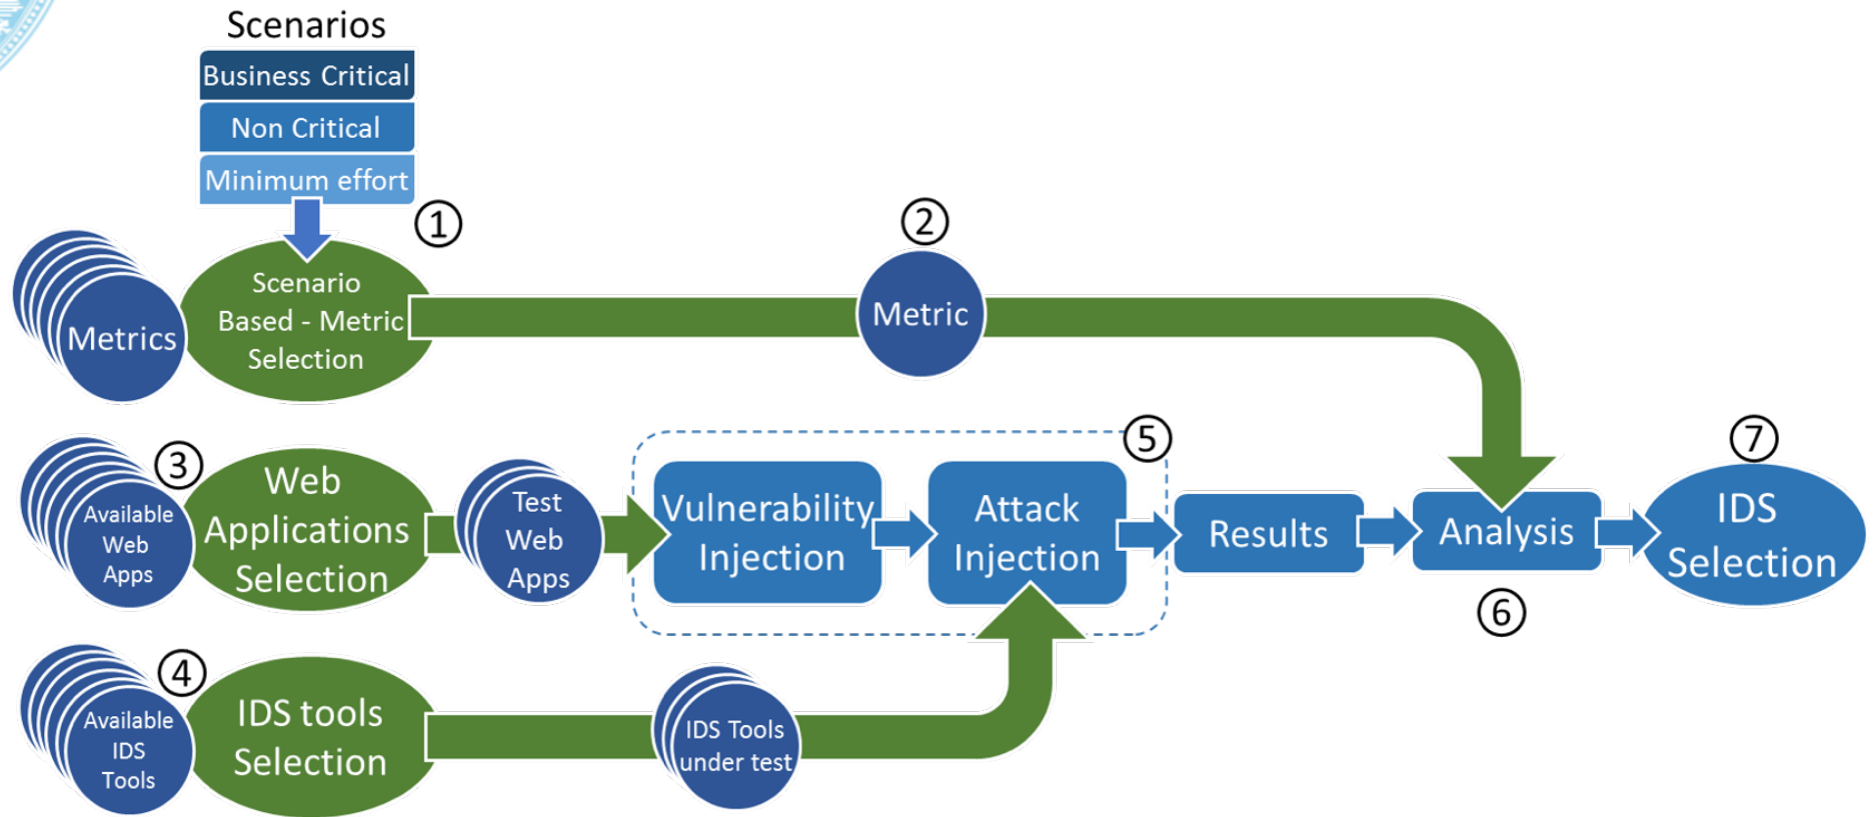 Scenarios
Business Critical
Non Critical
Minimum effort
1
2
Scenario
Based - Metric
Selection
Metrics
Metric
3
Available
Web
Apps
Web
Applications
Selection
Test
Web
Apps
5
Vulnerability
Injection
Attack
Injection
Results
Analysis
6
7
IDS
Selection
4
Available
IDS
Tools
IDS tools
Selection
IDS Tools
under test